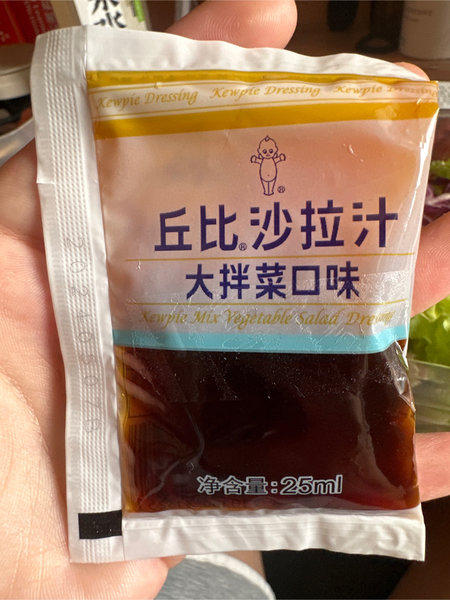 Kewpie Dressing Kewpie Dressing Kewpie Dressing
®
丘比®沙拉汁
大拌菜口味
Kewpie Mix Vegetable Salad Dressing
净含量:25ml